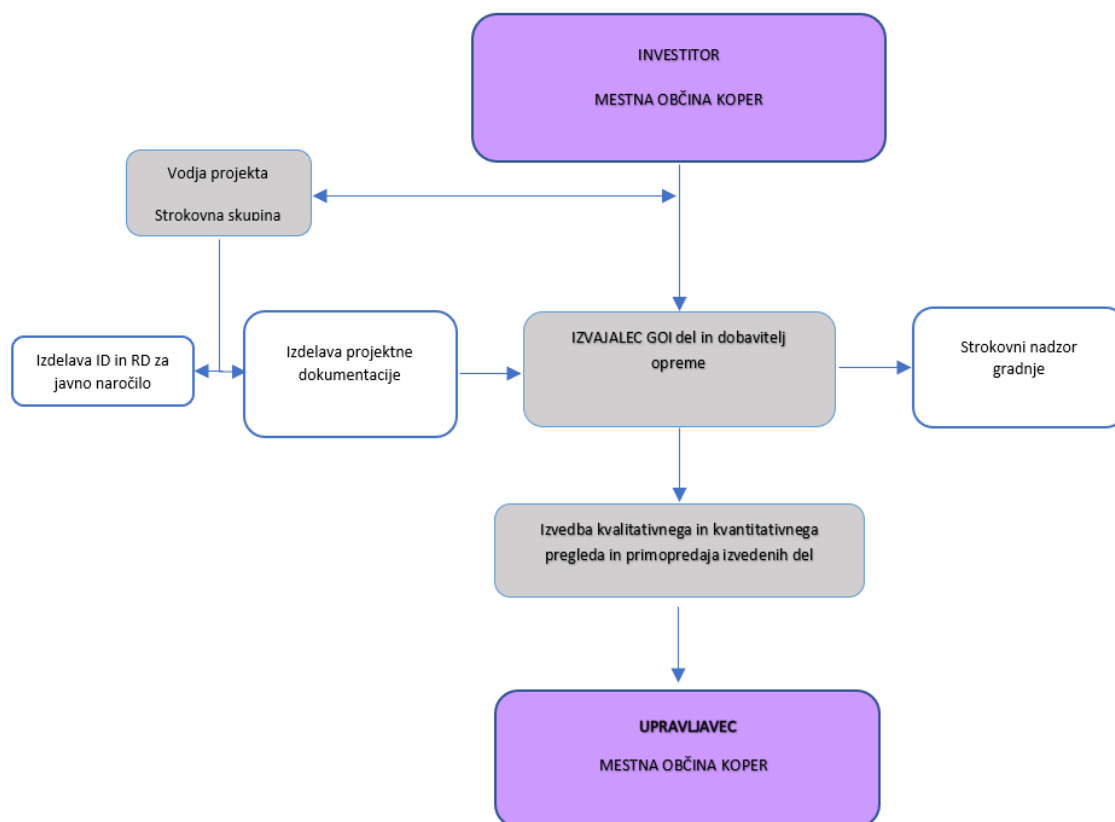 INVESTITOR
MESTNA OBČINA KOPER
Vodja projekta
Strokovna skupina
Izdelava ID in RD za
javno naročilo
Izdelava projektne
dokumentacije
IZVAJALEC GOI del in dobavitelj
opreme
Strokovni nadzor
gradnje
Izvedba kvalitativnega in kvantitativnega
pregleda in primopredaja izvedenih del
UPRAVLJAVEC
MESTNA OBČINA KOPER